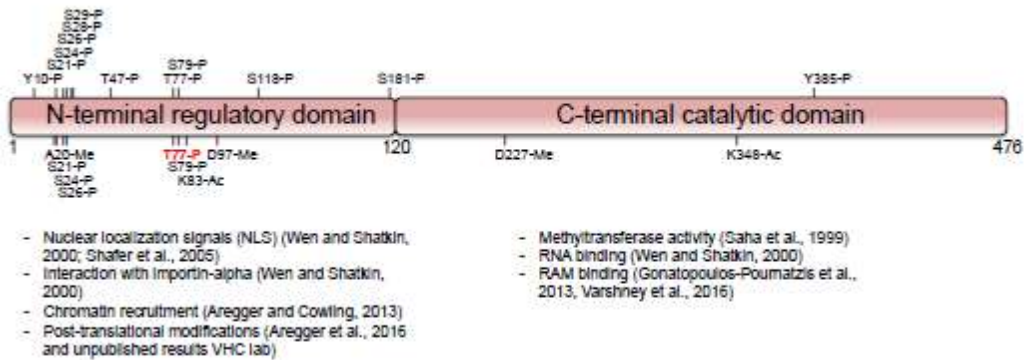 S29-P
S28-P
S26-P
S24-P
S21-P
S79-P
Y10-P T47-P T77-P S118-P S181-P Y385-P
N-terminal regulatory domain C-terminal catalytic domain
1 120 476
A20-Me T77-P D97-Me D227-Me K348-Ac
S21-P S79-P
S24-P K83-Ac
S26-P
- Nuclear localization signals (NLS) (Wen and Shatkin,
2000; Shafer et al., 2005)
- Interaction with Importin-alpha (Wen and Shatkin,
2000)
- Chromatin recruitment (Aregger and Cowling, 2013)
- Post-translational modifications (Aregger et al., 2016
and unpublished results VHC lab)
- Methyltransferase activity (Saha et al., 1999)
- RNA binding (Wen and Shatkin, 2000)
- RAM binding (Gonatopoulos-Pournatzis et al.,
2013, Varshney et al., 2016)